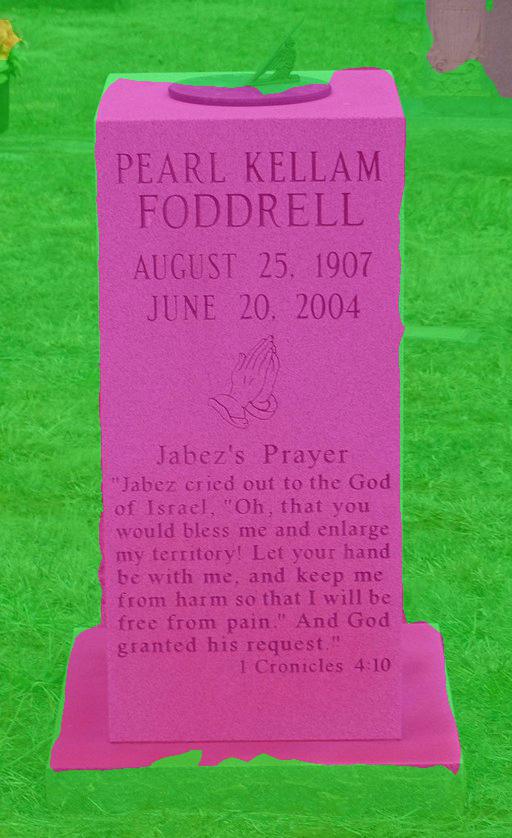 PEARL KELLAM
FODDRELL
AUGUST 25, 1907
JUNE 20, 2004
Jabez's Prayer
"Jabez cried out to the God
of Israel, "Oh, that you
would bless me and enlarge
my territory! Let your hand
be with me, and keep me
from harm so that I will be
free from pain." And God
granted his request."
1 Cronicles 4:10